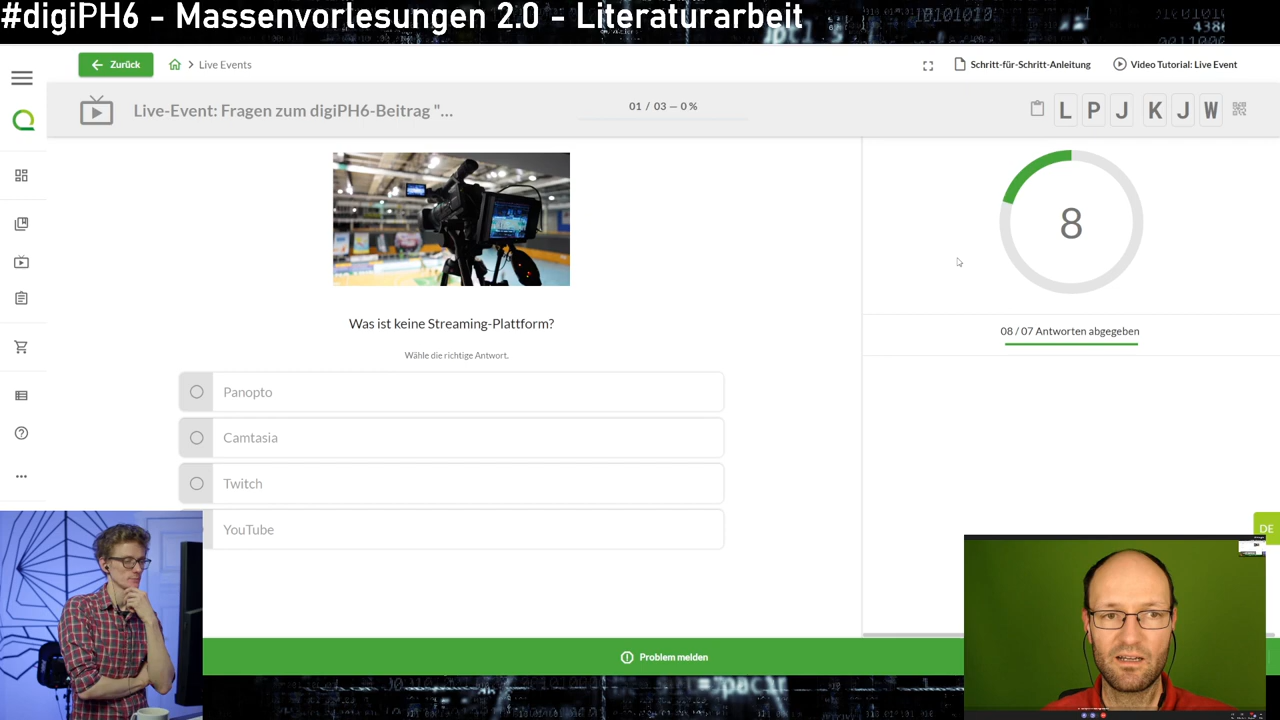 #digiPH6 - Massenvorlesungen 2.0 - Literaturarbeit
Zurück
Live Events
Schritt-für-Schritt-Anleitung
Video Tutorial: Live Event
Live-Event: Fragen zum digiPH6-Beitrag "...
01 / 03 — 0 %
L P J K J W
8
08 / 07 Antworten abgegeben
Was ist keine Streaming-Plattform?
Wähle die richtige Antwort.
Panopto
Camtasia
Twitch
YouTube
DE
Problem melden